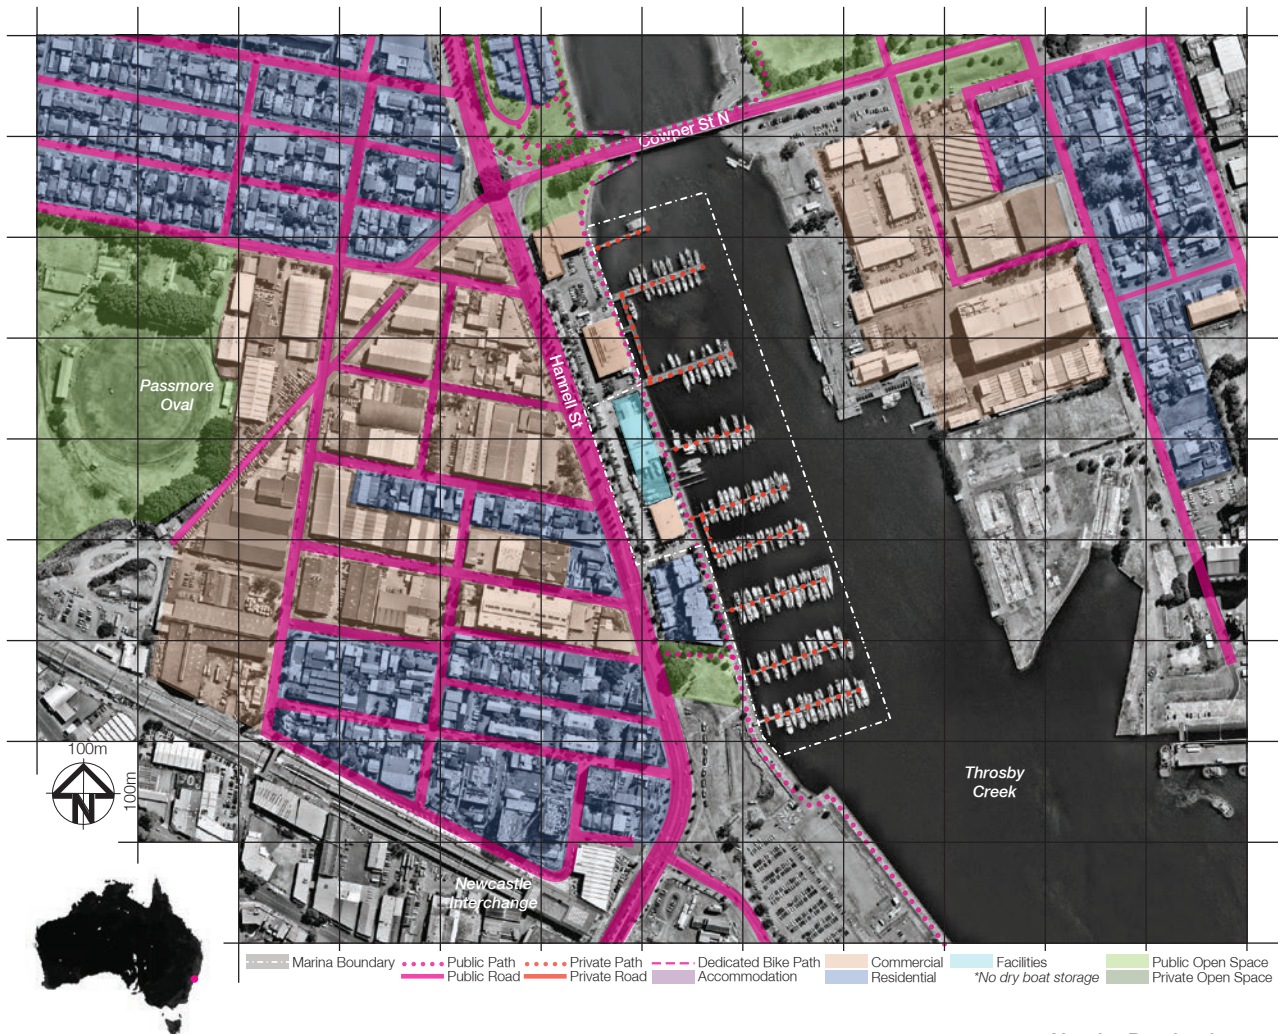 Cowper St N
Passmore
Oval
Hannell St
100m
100m
N
Throsby
Creek
Newcastle
Interchange
Marina Boundary
Public Path
Private Path
Dedicated Bike Path
Commercial
Facilities
Public Open Space
Public Road
Private Road
Accommodation
Residential
*No dry boat storage
Private Open Space